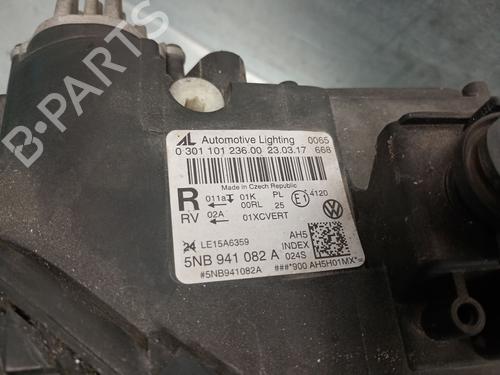 AL Automotive Lighting 0065
0 301 101 236.00 23.03.17 668
Made in Czech Republic
R 011a 01K PL E1 4120
00RL 25
RV 02A 01XCVERT
LE15A6359 AH5
INDEX
5NB 941 082 A 024S
#5NB941082A ###*900 AH5H01MX*=
B-PARTS